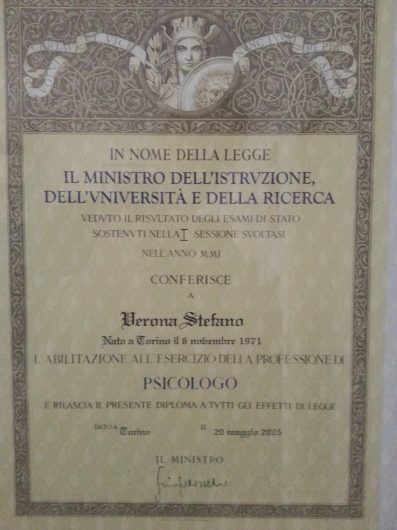 IN NOME DELLA LEGGE
IL MINISTRO DELL'ISTRVZIONE,
DELL'VNIVERSITÀ E DELLA RICERCA
VEDVTO IL RISVLTATO DEGLI ESAMI DI STATO
SOSTENVTI NELLA I SESSIONE SVOLTASI
NELL'ANNO MMI
CONFERISCE
A
Verona Stefano
Nato a Torino il 6 novembre 1971
L'ABILITAZIONE ALL'ESERCIZIO DELLA PROFESSIONE DI
PSICOLOGO
E RILASCIA IL PRESENTE DIPLOMA A TVTTI GLI EFFETTI DI LEGGE
DATO A Torino IL 20 maggio 2005
IL MINISTRO